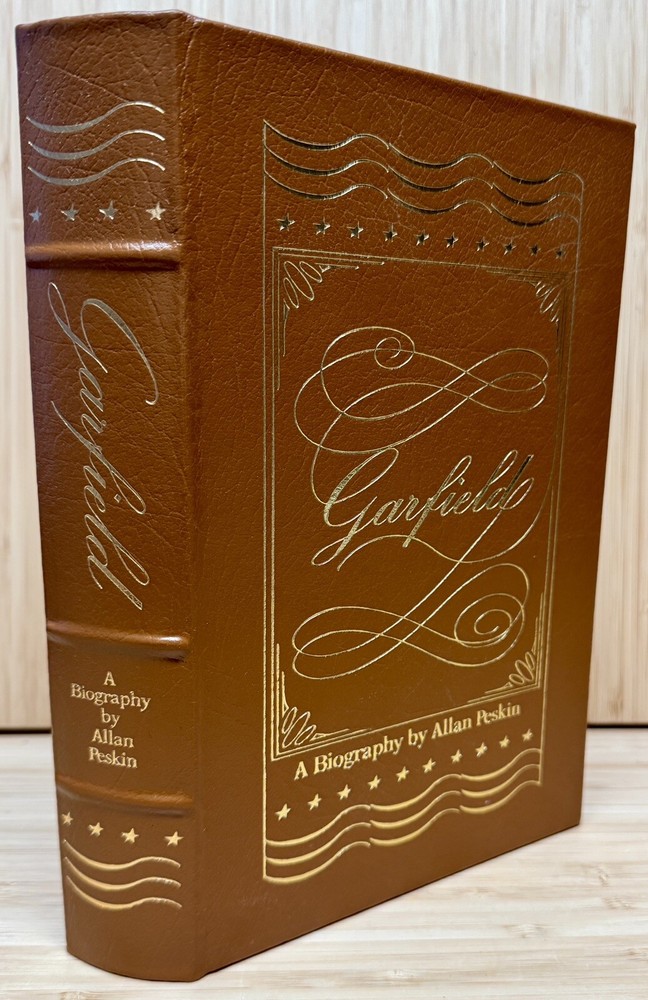 Garfield
A
Biography
by
Allan
Peskin
Garfield
A Biography by Allan Peskin